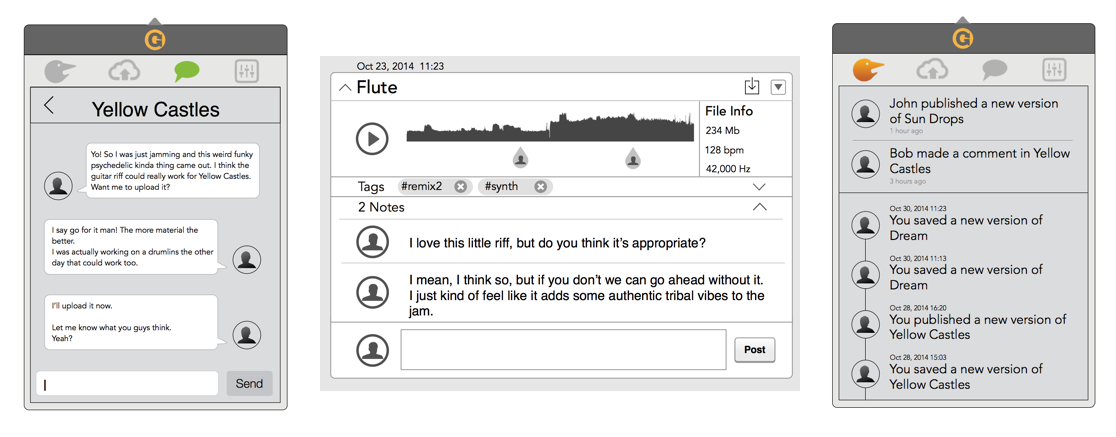 Yellow Castles
Yo! So I was just jamming and this weird funky
psychedelic kinda thing came out. I think the
guitar riff could really work for Yellow Castles.
Want me to upload it?
I say go for it man! The more material the
better.
I was actually working on a drumlins the other
day that could work too.
I'll upload it now.
Let me know what you guys think.
Yeah?
Send
Oct 23, 2014 11:23
Flute
File Info
234 Mb
128 bpm
42,000 Hz
Tags #remix2 #synth
2 Notes
I love this little riff, but do you think it's appropriate?
I mean, I think so, but if you don't we can go ahead without it.
I just kind of feel like it adds some authentic tribal vibes to the
jam.
Post
John published a new version
of Sun Drops
1 hour ago
Bob made a comment in Yellow
Castles
3 hours ago
Oct 30, 2014 11:23
You saved a new version of
Dream
Oct 30, 2014 11:13
You saved a new version of
Dream
Oct 28, 2014 16:20
You published a new version of
Yellow Castles
Oct 28, 2014 15:03
You saved a new version of
Yellow Castles